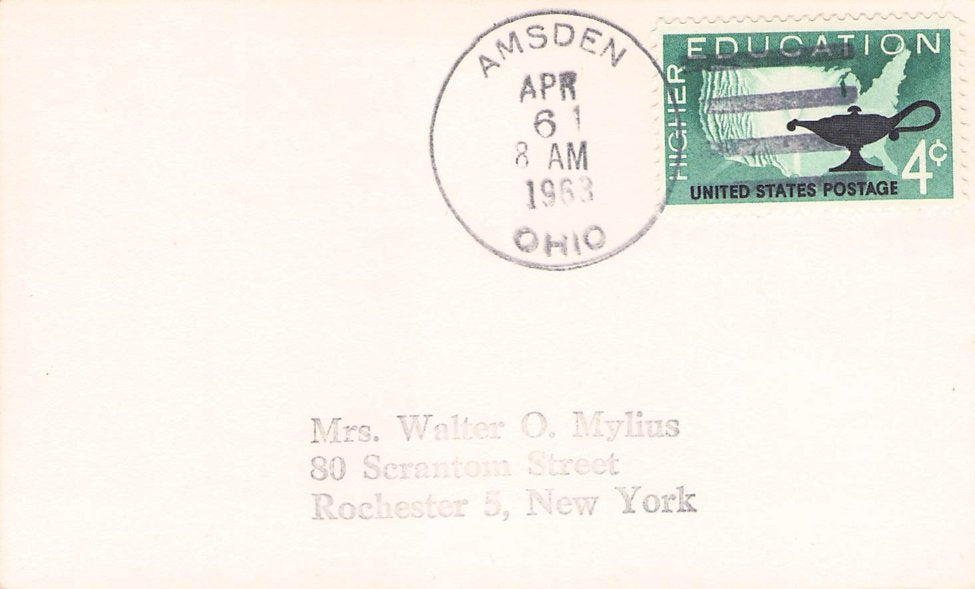 AMSDEN
APR
6 1
8 AM
1963
OHIO
HIGHER EDUCATION
4¢
UNITED STATES POSTAGE
Mrs. Walter O. Mylius
80 Scrantom Street
Rochester 5, New York